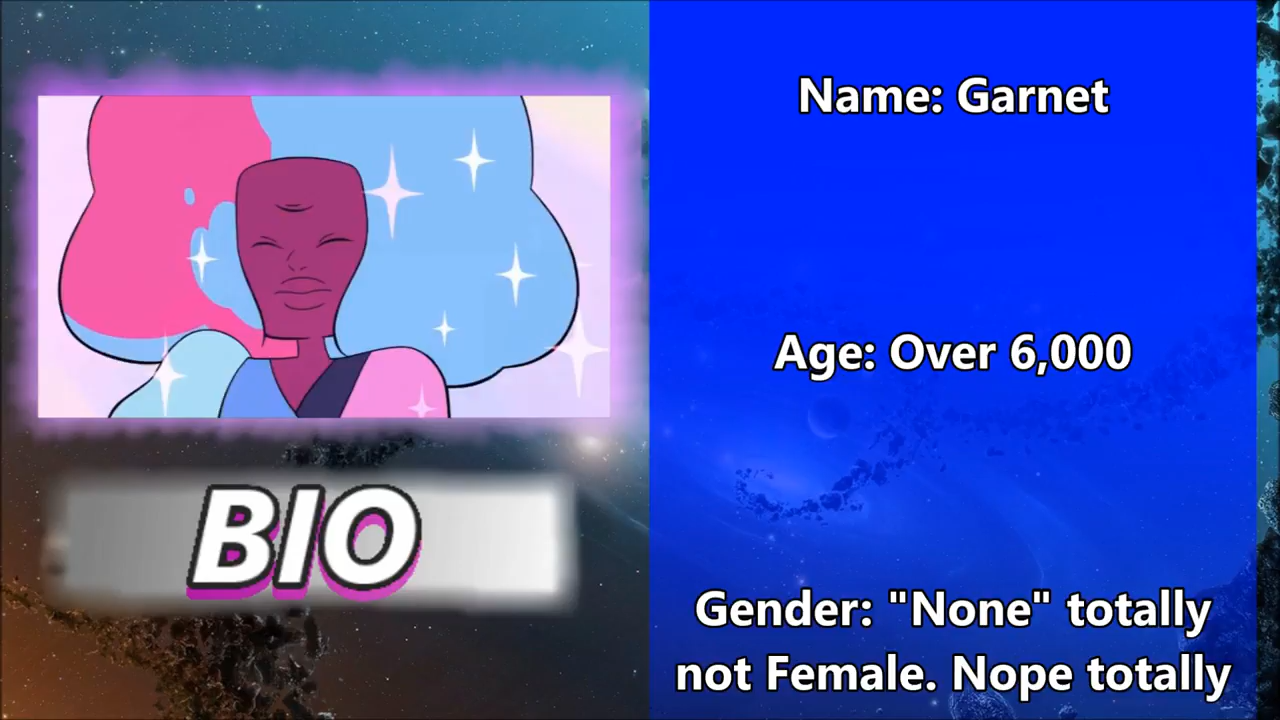 Name: Garnet
Age: Over 6,000
BIO
Gender: "None" totally
not Female. Nope totally